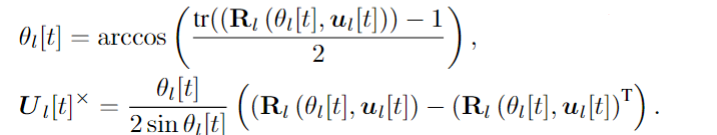 θ_l[t] = arccos ( ( tr((𝐑_l (θ_l[t], 𝒖_l[t])) − 1 ) / 2 ) ,
𝑼_l[t]^× = ( θ_l[t] / ( 2 sin θ_l[t] ) ) ( (𝐑_l (θ_l[t], 𝐮_l[t]) − (𝐑_l (θ_l[t], 𝐮_l[t])^T ) .